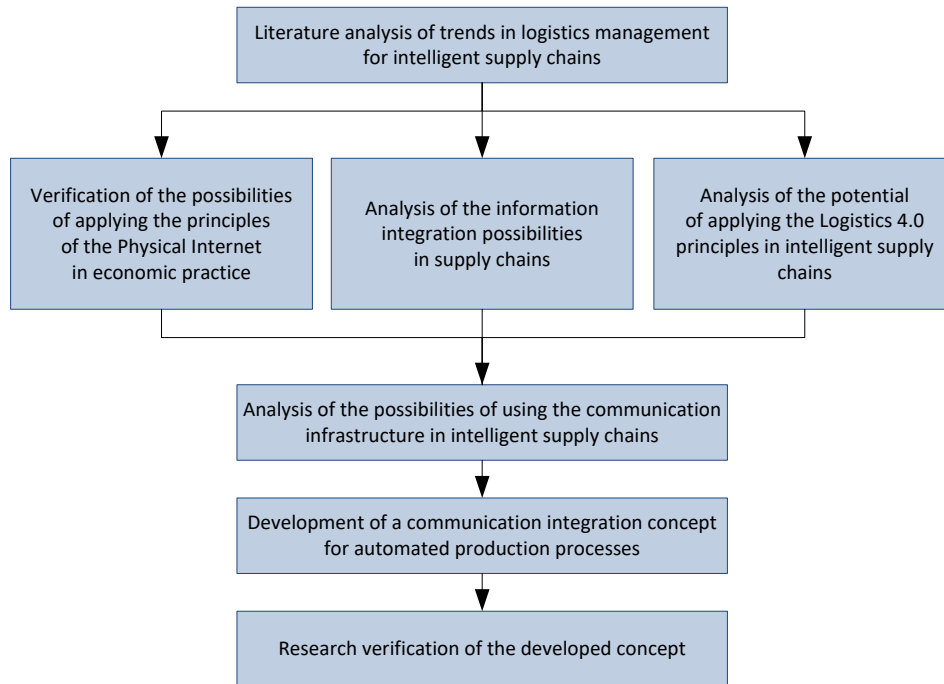 Literature analysis of trends in logistics management
for intelligent supply chains
Verification of the possibilities
of applying the principles
of the Physical Internet
in economic practice
Analysis of the information
integration possibilities
in supply chains
Analysis of the potential
of applying the Logistics 4.0
principles in intelligent supply
chains
Analysis of the possibilities of using the communication
infrastructure in intelligent supply chains
Development of a communication integration concept
for automated production processes
Research verification of the developed concept